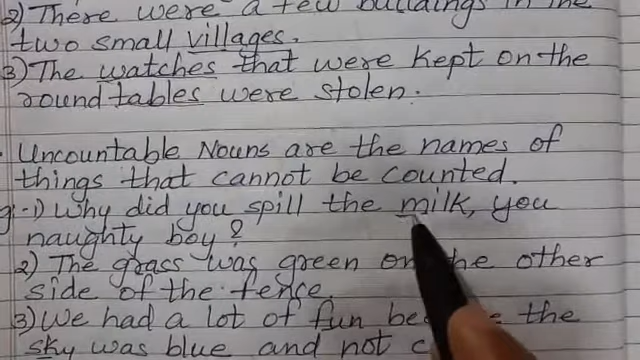 2) There were a few buildings in the
two small villages.
3) The watches that were kept on the
round tables were stolen.
Uncountable Nouns are the names of
things that cannot be counted.
-1) Why did you spill the milk, you
naughty boy?
2) The grass was green on the other
side of the fence.
3) We had a lot of fun the
sky was blue and not